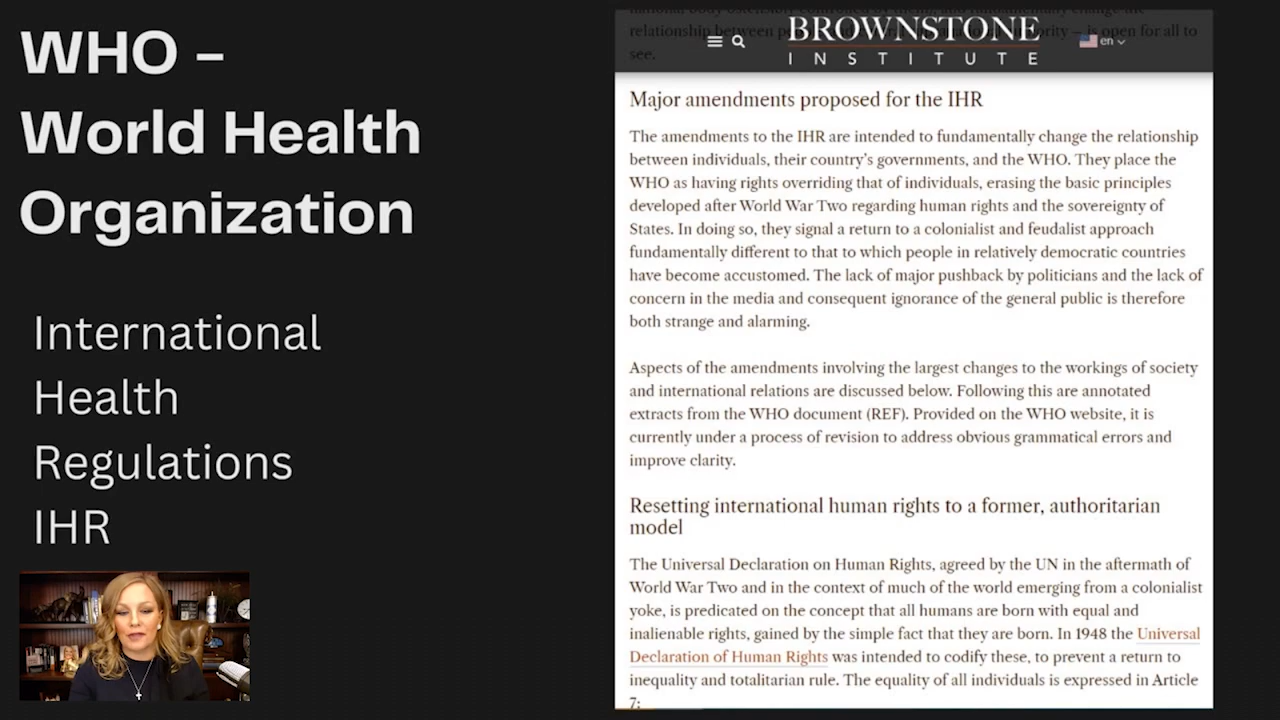 WHO –
World Health
Organization
International
Health
Regulations
IHR
BROWNSTONE
INSTITUTE
en
relationship between
is open for all to
see.
Major amendments proposed for the IHR
The amendments to the IHR are intended to fundamentally change the relationship
between individuals, their country's governments, and the WHO. They place the
WHO as having rights overriding that of individuals, erasing the basic principles
developed after World War Two regarding human rights and the sovereignty of
States. In doing so, they signal a return to a colonialist and feudalist approach
fundamentally different to that to which people in relatively democratic countries
have become accustomed. The lack of major pushback by politicians and the lack of
concern in the media and consequent ignorance of the general public is therefore
both strange and alarming.
Aspects of the amendments involving the largest changes to the workings of society
and international relations are discussed below. Following this are annotated
extracts from the WHO document (REF). Provided on the WHO website, it is
currently under a process of revision to address obvious grammatical errors and
improve clarity.
Resetting international human rights to a former, authoritarian
model
The Universal Declaration on Human Rights, agreed by the UN in the aftermath of
World War Two and in the context of much of the world emerging from a colonialist
yoke, is predicated on the concept that all humans are born with equal and
inalienable rights, gained by the simple fact that they are born. In 1948 the Universal
Declaration of Human Rights was intended to codify these, to prevent a return to
inequality and totalitarian rule. The equality of all individuals is expressed in Article
7: